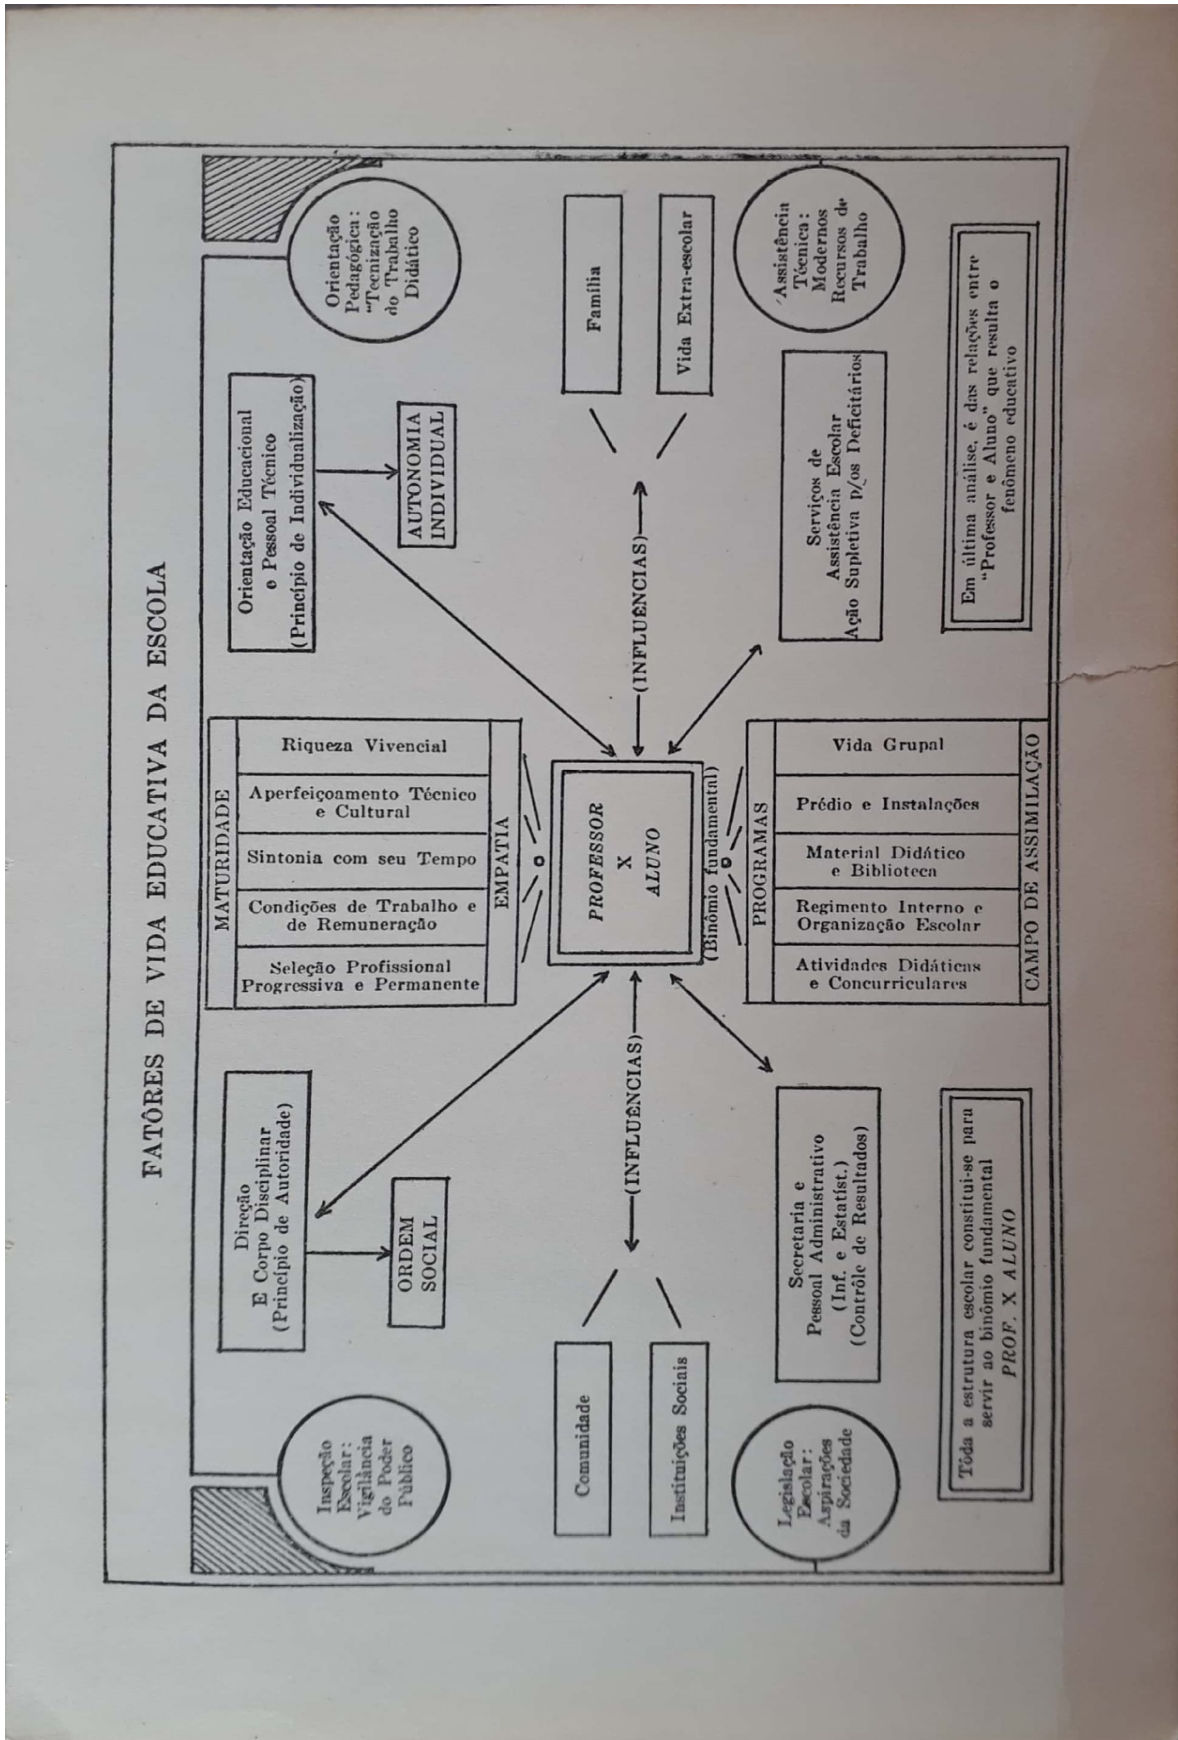 FATÔRES DE VIDA EDUCATIVA DA ESCOLA
Inspeção
Escolar:
Vigilância
do Poder
Público
Direção
E Corpo Disciplinar
(Princípio de Autoridade)
ORDEM
SOCIAL
MATURIDADE
Seleção Profissional
Progressiva e Permanente
Condições de Trabalho e
de Remuneração
Sintonia com seu Tempo
Aperfeiçoamento Técnico
e Cultural
Riqueza Vivencial
EMPATIA
Orientação Educacional
e Pessoal Técnico
(Princípio de Individualização)
AUTONOMIA
INDIVIDUAL
Orientação
Pedagógica:
"Tecnização
do Trabalho
Didático
Comunidade
Instituições Sociais
(INFLUÊNCIAS)
PROFESSOR
X
ALUNO
(Binômio fundamental)
(INFLUÊNCIAS)
Família
Vida Extra-escolar
Legislação
Escolar:
Aspirações
da Sociedade
Secretaria e
Pessoal Administrativo
(Inf. e Estatíst.)
(Contrôle de Resultados)
PROGRAMAS
Atividades Didáticas
e Concurriculares
Regimento Interno e
Organização Escolar
Material Didático
e Biblioteca
Prédio e Instalações
Vida Grupal
CAMPO DE ASSIMILAÇÃO
Serviços de
Assistência Escolar
Ação Supletiva p/os Deficitários
Assistência
Técnica:
Modernos
Recursos de
Trabalho
Tôda a estrutura escolar constitui-se para
servir ao binômio fundamental
PROF. X ALUNO
Em última análise, é das relações entre
"Professor e Aluno" que resulta o
fenômeno educativo